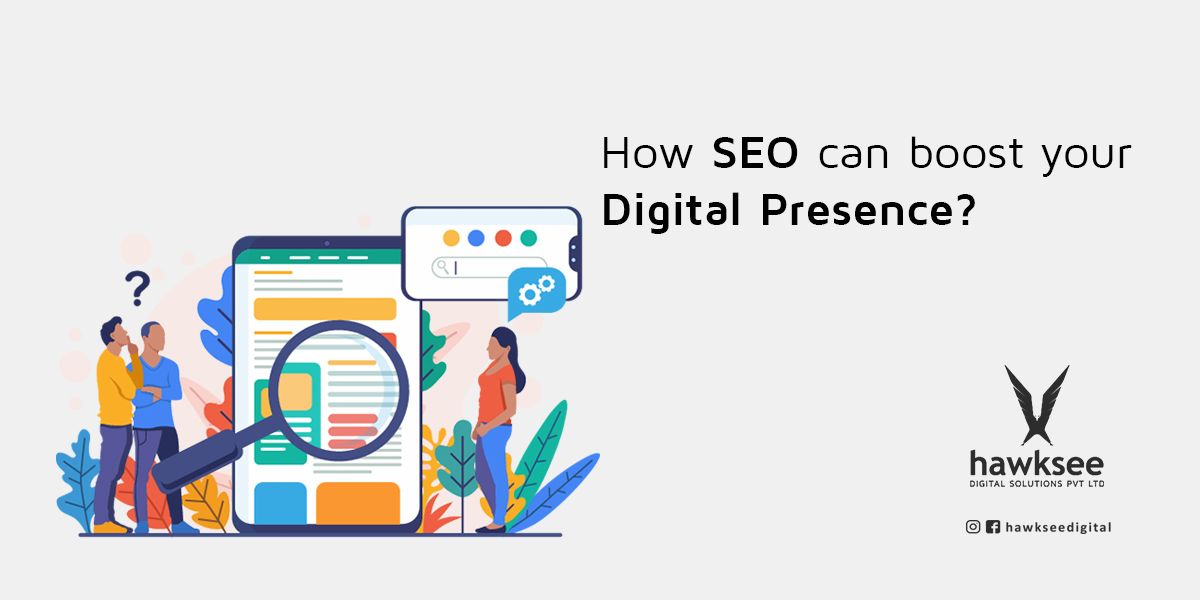 How SEO can boost your
Digital Presence?
?
hawksee
DIGITAL SOLUTIONS PVT LTD
hawkseedigital